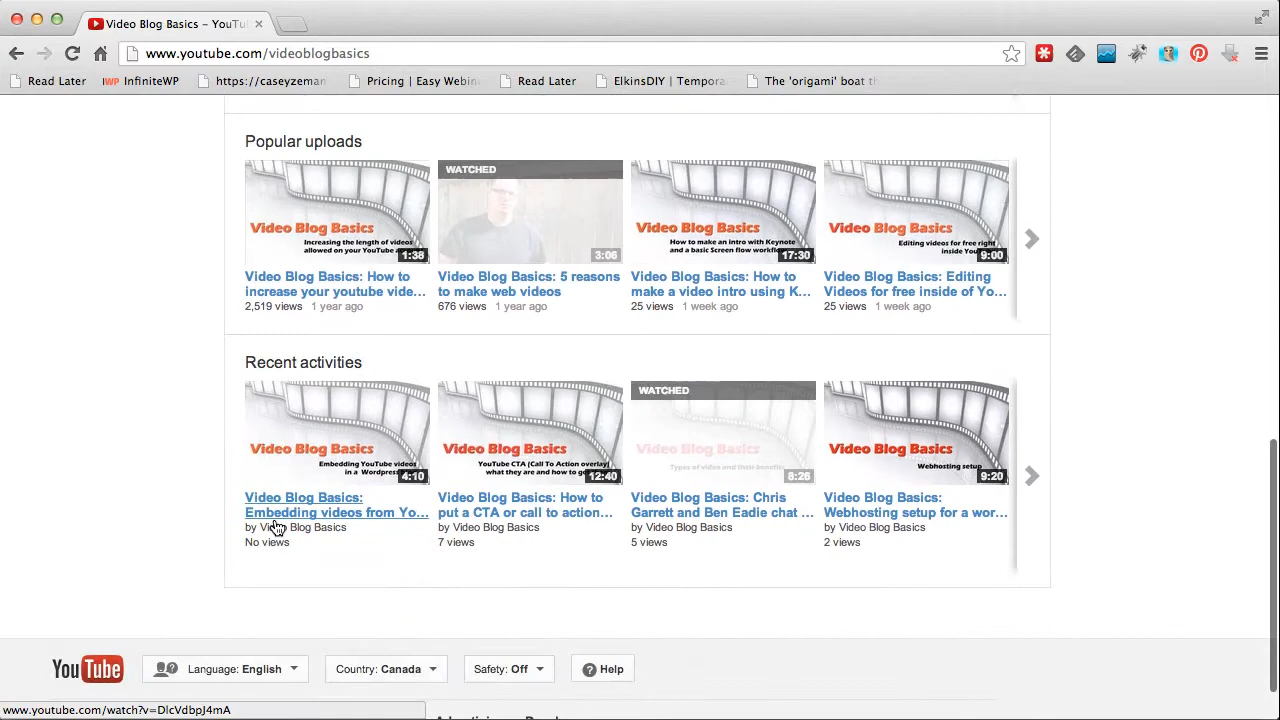 Video Blog Basics – YouTu
www.youtube.com/videoblogbasics
Read Later
InfiniteWP
https://caseyzeman
Pricing | Easy Webin
Read Later
ElkinsDIY | Tempora
The 'origami' boat th
Popular uploads
Video Blog Basics
Increasing the length of videos
allowed on your YouTube
1:38
WATCHED
3:06
Video Blog Basics
How to make an intro with Keynote
and a basic Screen flow workflow
17:30
Video Blog Basics
Editing videos for free right
inside You
9:00
Video Blog Basics: How to
increase your youtube vide...
2,519 views 1 year ago
Video Blog Basics: 5 reasons
to make web videos
676 views 1 year ago
Video Blog Basics: How to
make a video intro using K...
25 views 1 week ago
Video Blog Basics: Editing
Videos for free inside of Yo...
25 views 1 week ago
Recent activities
Video Blog Basics
Embedding YouTube videos
in a Wordpress
4:10
Video Blog Basics
YouTube CTA (Call To Action overlay)
what they are and how to
12:40
WATCHED
Video Blog Basics
Types of video and their benefits
8:26
Video Blog Basics
Webhosting setup
9:20
Video Blog Basics:
Embedding videos from Yo...
by Video Blog Basics
No views
Video Blog Basics: How to
put a CTA or call to action...
by Video Blog Basics
7 views
Video Blog Basics: Chris
Garrett and Ben Eadie chat ...
by Video Blog Basics
5 views
Video Blog Basics:
Webhosting setup for a wor...
by Video Blog Basics
2 views
YouTube
Language: English
Country: Canada
Safety: Off
Help
www.youtube.com/watch?v=DlcVdbpJ4mA